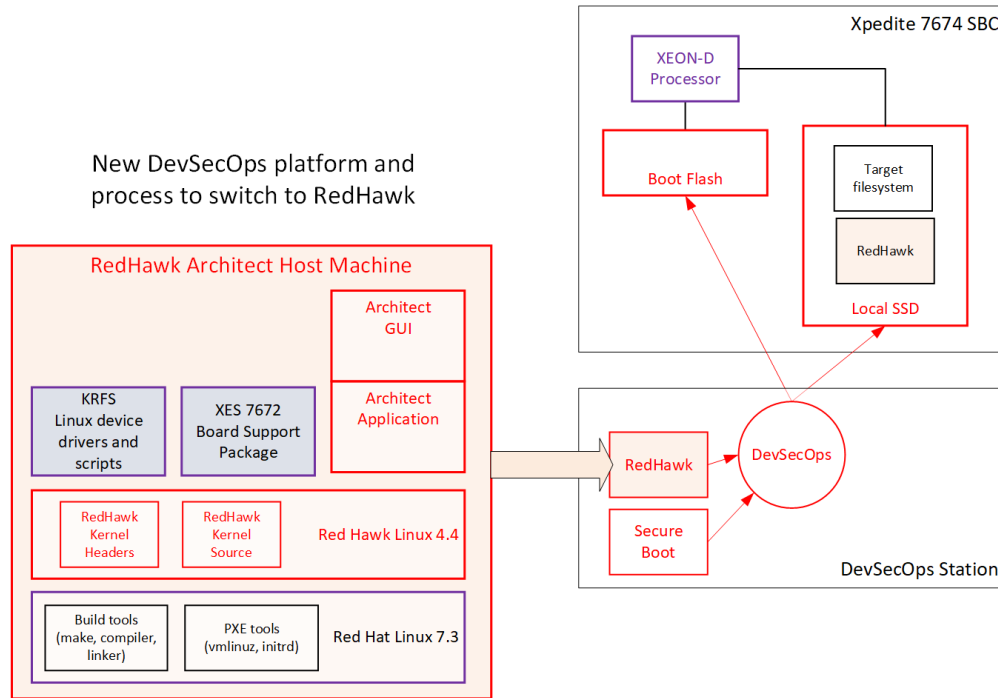 New DevSecOps platform and
process to switch to RedHawk
RedHawk Architect Host Machine
Architect
GUI
Architect
Application
KRFS
Linux device
drivers and
scripts
XES 7672
Board Support
Package
RedHawk
Kernel
Headers
RedHawk
Kernel
Source
Red Hawk Linux 4.4
Build tools
(make, compiler,
linker)
PXE tools
(vmlinuz, initrd)
Red Hat Linux 7.3
Xpedite 7674 SBC
XEON-D
Processor
Boot Flash
Target
filesystem
RedHawk
Local SSD
RedHawk
DevSecOps
Secure
Boot
DevSecOps Station